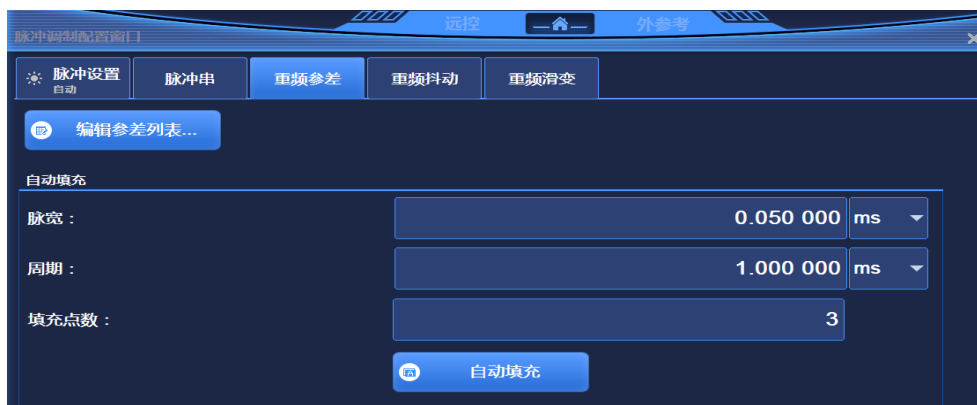 远控 外参考
脉冲调制配置窗口
脉冲设置 脉冲串 重频参差 重频抖动 重频滑变
自动
编辑参差列表...
自动填充
脉宽： 0.050 000 ms
周期： 1.000 000 ms
填充点数： 3
自动填充